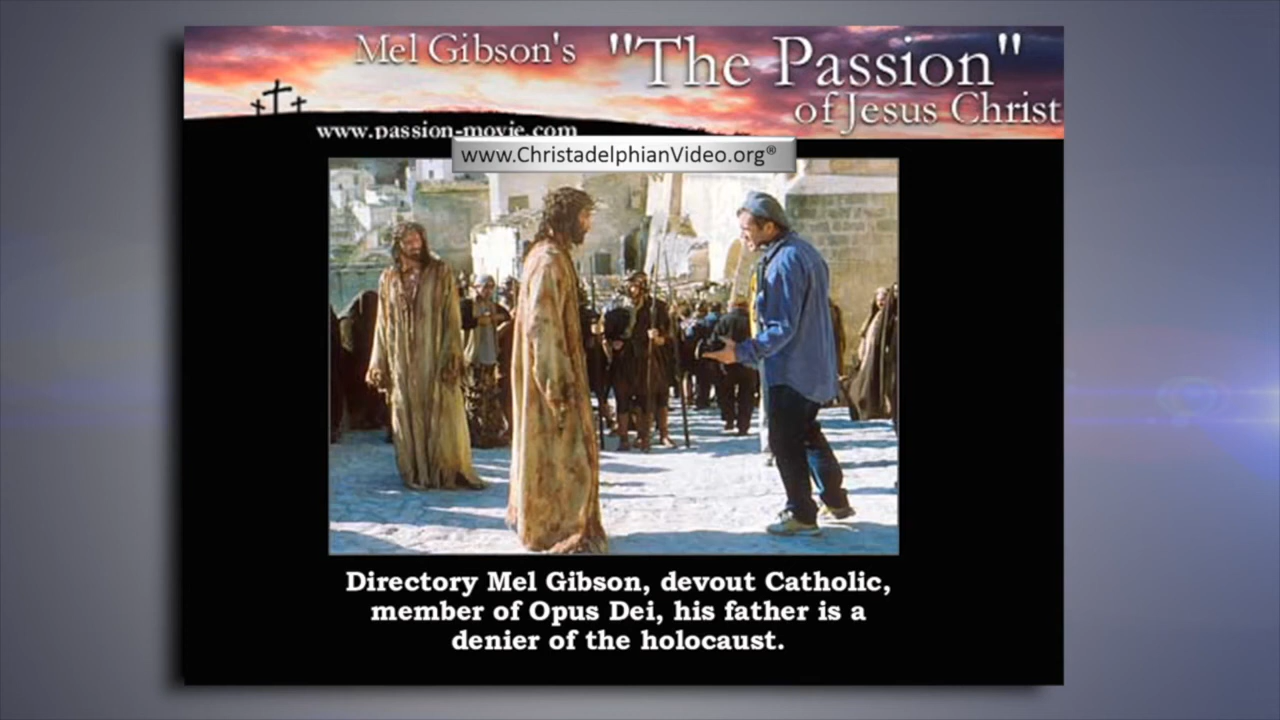 Mel Gibson's "The Passion"
of Jesus Christ
www.passion-movie.com
www.ChristadelphianVideo.org®
Directory Mel Gibson, devout Catholic,
member of Opus Dei, his father is a
denier of the holocaust.